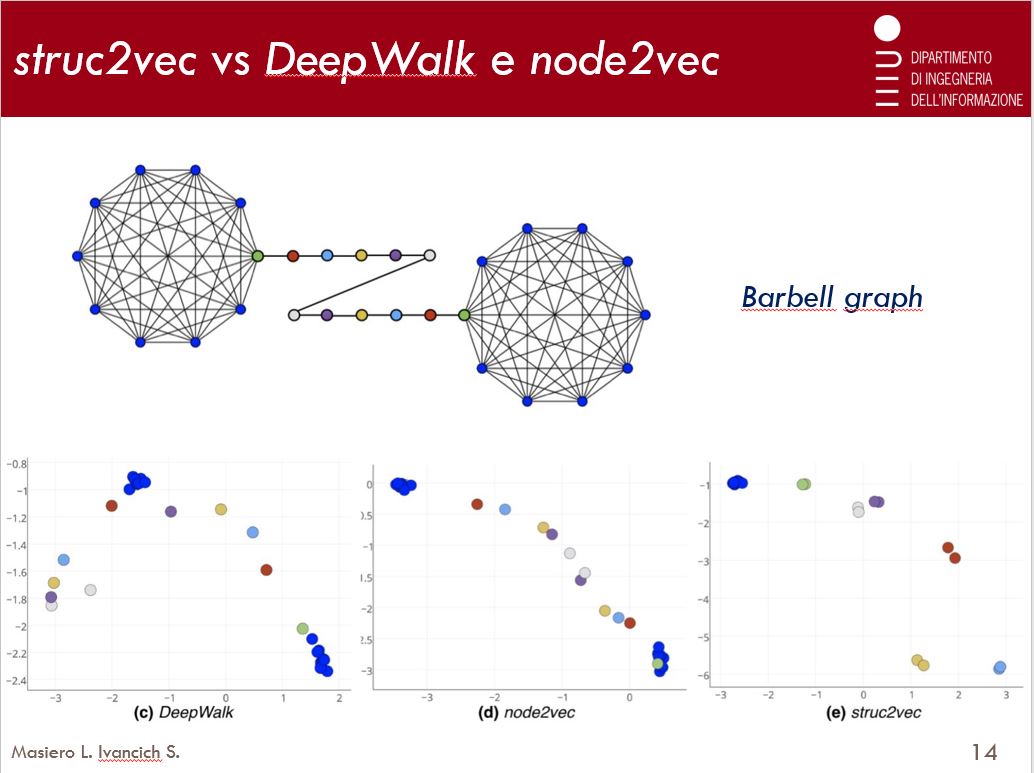 struc2vec vs DeepWalk e node2vec
DIPARTIMENTO
DI INGEGNERIA
DELL'INFORMAZIONE
Barbell graph
-0.8
-1
-1.2
-1.4
-1.6
-1.8
-2
-2.2
-2.4
-3 -2 -1 0 1 2
(c) DeepWalk
0
).5
-1
1.5
-2
2.5
-3
-3 -2 -1 0
(d) node2vec
-1
-2
-3
-4
-5
-6
-3 -2 -1 0 1 2 3
(e) struc2vec
Masiero L. Ivancich S.
14